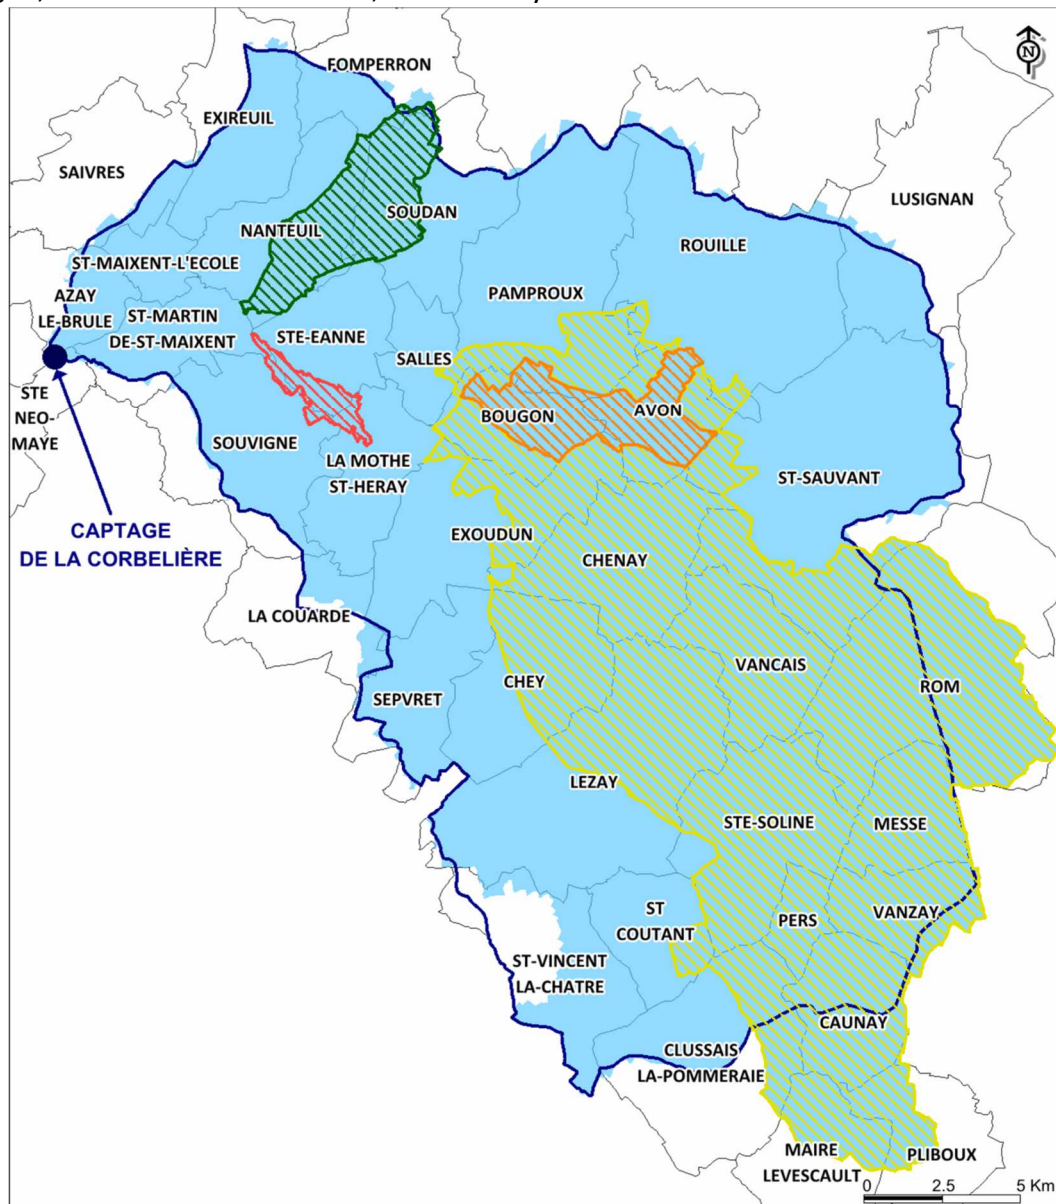 N
FOMPERRON
EXIREUIL
SAIVRES
LUSIGNAN
SOUDAN
NANTEUIL
ROUILLE
ST-MAIXENT-L'ECOLE
PAMPROUX
AZAY
LE-BRULE
ST-MARTIN
DE-ST-MAIXENT
STE-EANNE
SALLES
STE
NEO-
MAYE
BOUGON
AVON
SOUVIGNE
LA MOTHE
ST-HERAY
ST-SAUVANT
CAPTAGE
DE LA CORBELIÈRE
EXOUDUN
CHENAY
LA COUARDE
VANCAIS
CHEY
ROM
SEPVRET
LEZAY
STE-SOLINE
MESSE
ST
COUTANT
PERS
VANZAY
ST-VINCENT
LA-CHATRE
CAUNAY
CLUSSAIS
LA-POMMERAIE
MAIRE
LEVESCAULT
PLIBOUX
0 2.5 5 Km